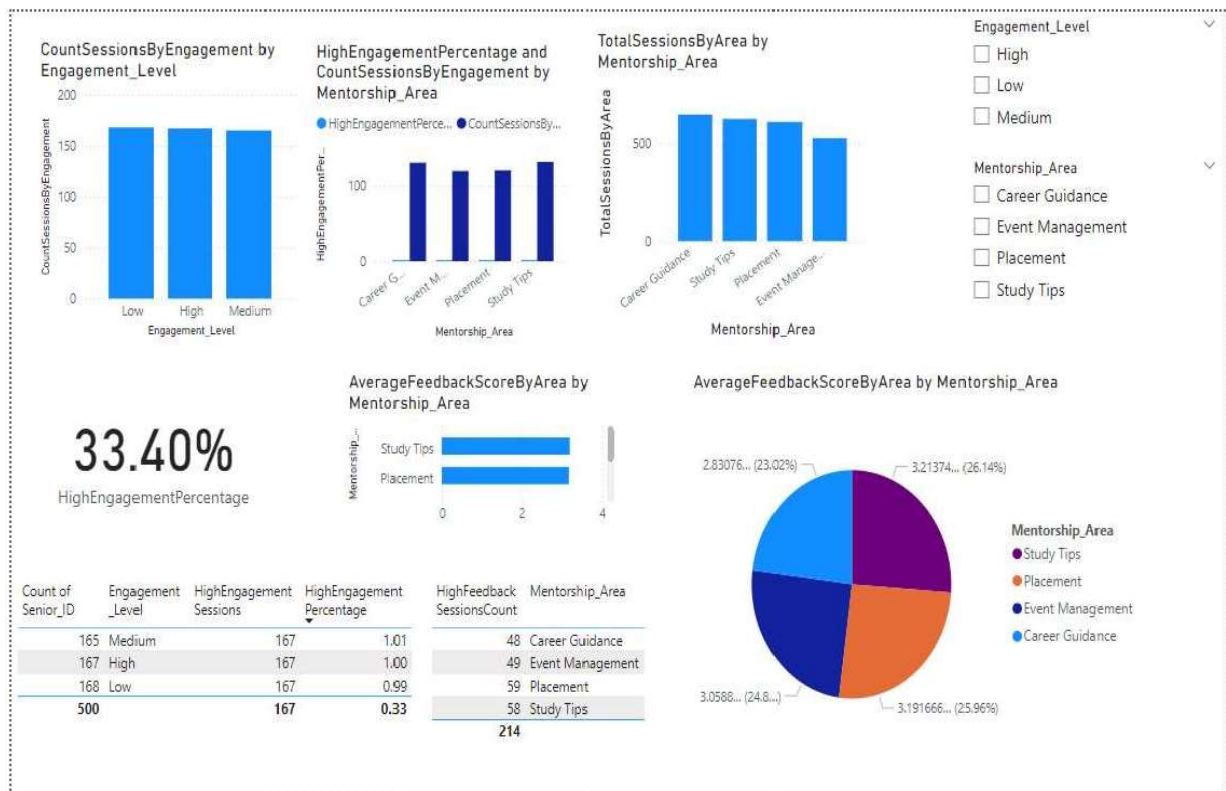 CountSessionsByEngagement by
Engagement_Level
200
150
100
50
0
CountSessionsByEngagement
Low High Medium
Engagement_Level
HighEngagementPercentage and
CountSessionsByEngagement by
Mentorship_Area
HighEngagementPerce... CountSessionsBy...
HighEngagementPer...
100
0
Career G... Event M... Placement Study Tips
Mentorship_Area
TotalSessionsByArea by
Mentorship_Area
TotalSessionsByArea
500
0
Career Guidance Study Tips Placement Event Manage...
Mentorship_Area
Engagement_Level
High
Low
Medium
Mentorship_Area
Career Guidance
Event Management
Placement
Study Tips
33.40%
HighEngagementPercentage
AverageFeedbackScoreByArea by
Mentorship_Area
Mentorship_...
Study Tips
Placement
0 2 4
AverageFeedbackScoreByArea by Mentorship_Area
2.83076... (23.02%)
3.21374... (26.14%)
3.0588... (24.8...)
3.191666... (25.96%)
Mentorship_Area
Study Tips
Placement
Event Management
Career Guidance
Count of Engagement HighEngagement HighEngagement
Senior_ID _Level Sessions Percentage
165 Medium 167 1.01
167 High 167 1.00
168 Low 167 0.99
500 167 0.33
HighFeedback Mentorship_Area
SessionsCount
48 Career Guidance
49 Event Management
59 Placement
58 Study Tips
214